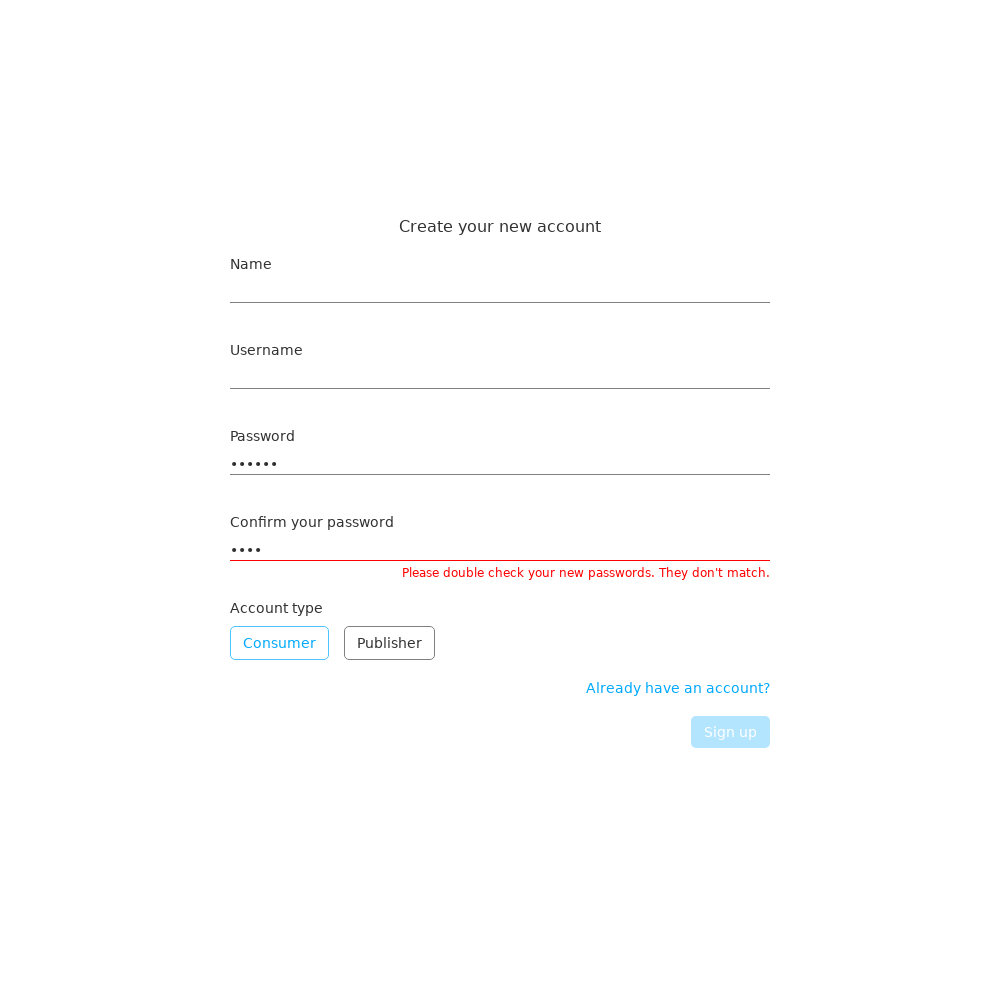 Create your new account
Name
Username
Password
••••••
Confirm your password
••••
Please double check your new passwords. They don't match.
Account type
Consumer Publisher
Already have an account?
Sign up